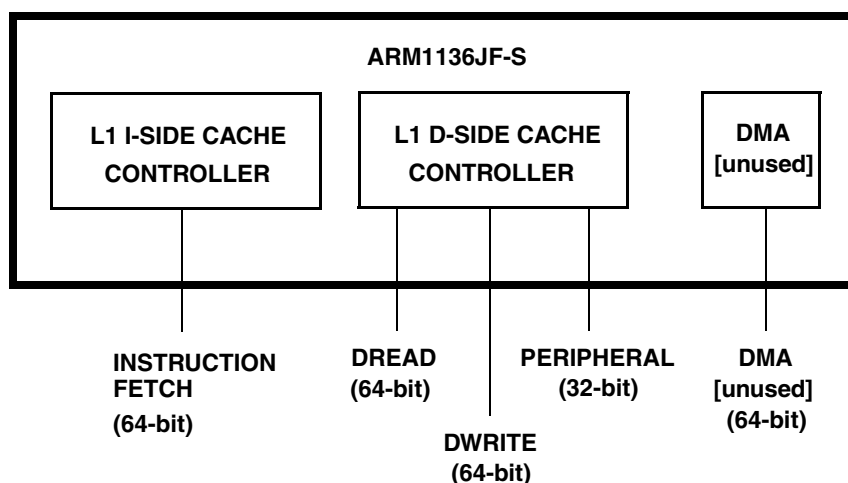 ARM1136JF-S
L1 I-SIDE CACHE
CONTROLLER
L1 D-SIDE CACHE
CONTROLLER
DMA
[unused]
INSTRUCTION
FETCH
(64-bit)
DREAD
(64-bit)
DWRITE
(64-bit)
PERIPHERAL
(32-bit)
DMA
[unused]
(64-bit)